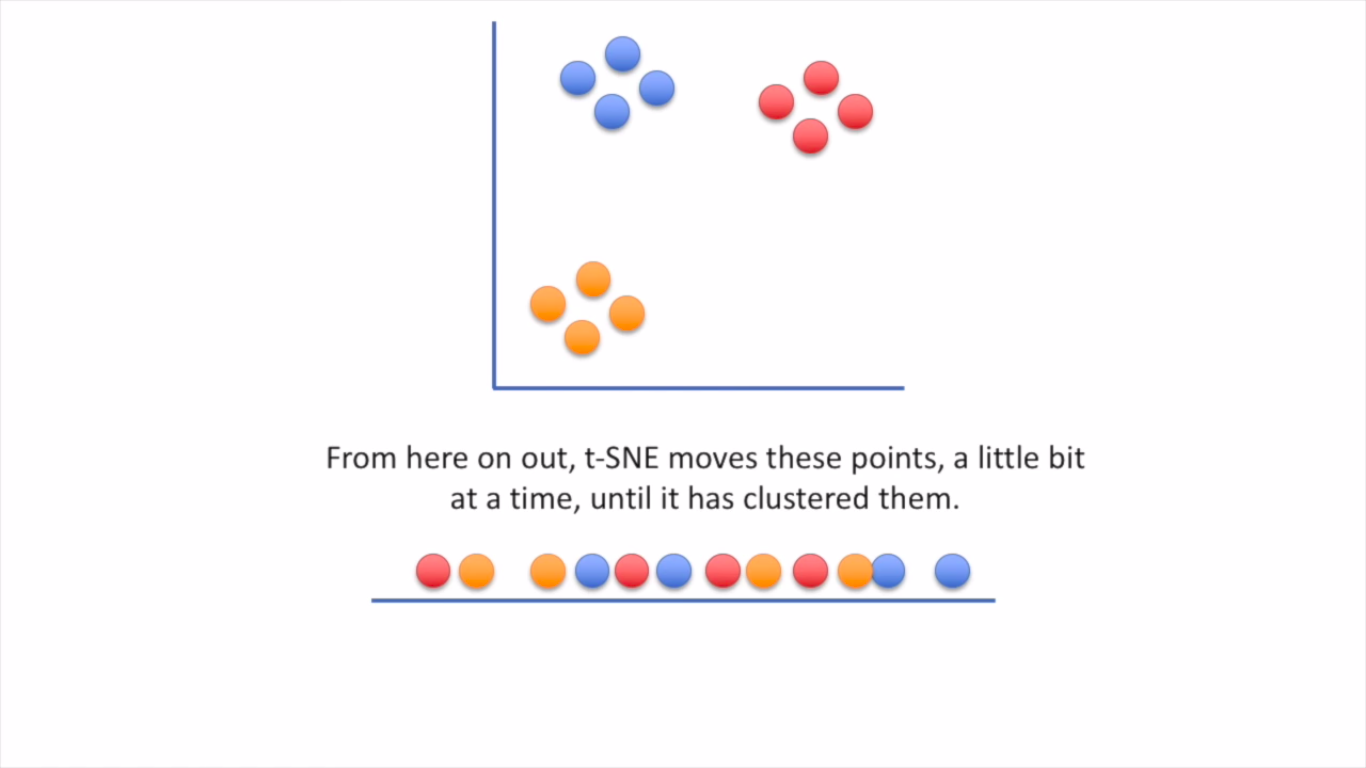 From here on out, t-SNE moves these points, a little bit
at a time, until it has clustered them.